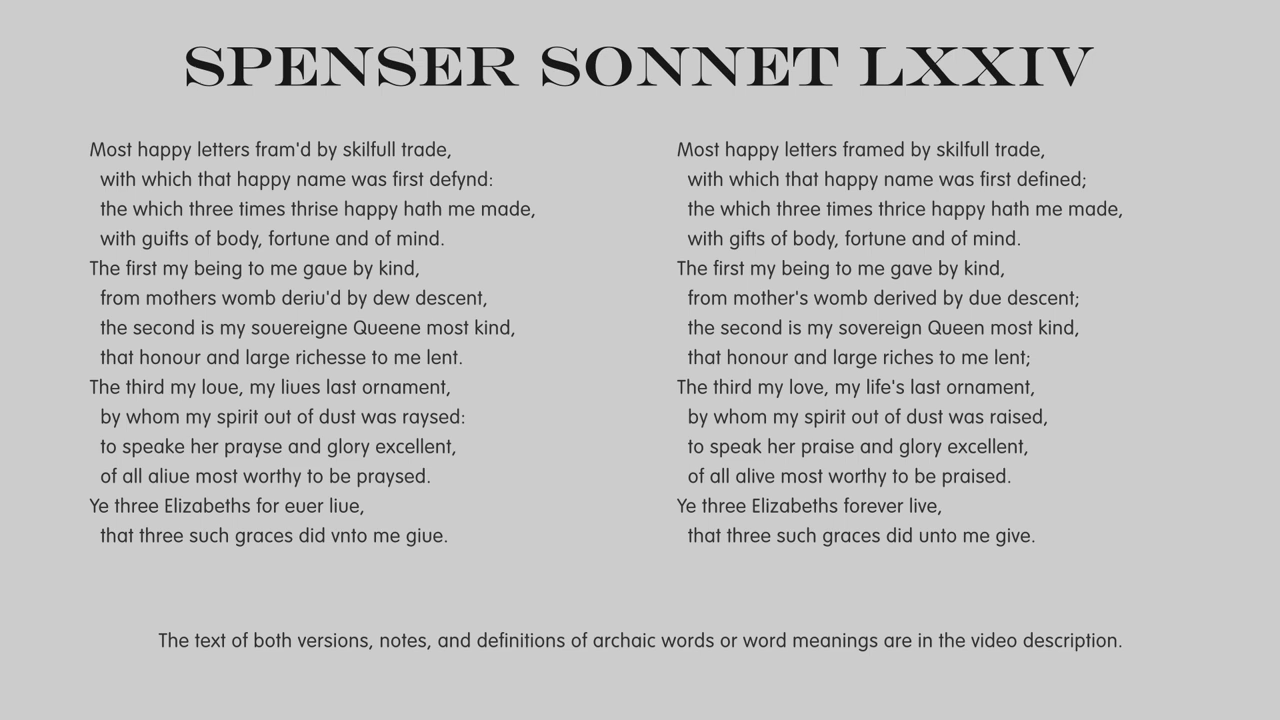 SPENSER SONNET LXXIV
Most happy letters fram'd by skilfull trade,
with which that happy name was first defynd:
the which three times thrise happy hath me made,
with guifts of body, fortune and of mind.
The first my being to me gaue by kind,
from mothers womb deriu'd by dew descent,
the second is my souereigne Queene most kind,
that honour and large richesse to me lent.
The third my loue, my liues last ornament,
by whom my spirit out of dust was raysed:
to speake her prayse and glory excellent,
of all aliue most worthy to be praysed.
Ye three Elizabeths for euer liue,
that three such graces did vnto me giue.
Most happy letters framed by skilfull trade,
with which that happy name was first defined;
the which three times thrice happy hath me made,
with gifts of body, fortune and of mind.
The first my being to me gave by kind,
from mother's womb derived by due descent;
the second is my sovereign Queen most kind,
that honour and large riches to me lent;
The third my love, my life's last ornament,
by whom my spirit out of dust was raised,
to speak her praise and glory excellent,
of all alive most worthy to be praised.
Ye three Elizabeths forever live,
that three such graces did unto me give.
The text of both versions, notes, and definitions of archaic words or word meanings are in the video description.